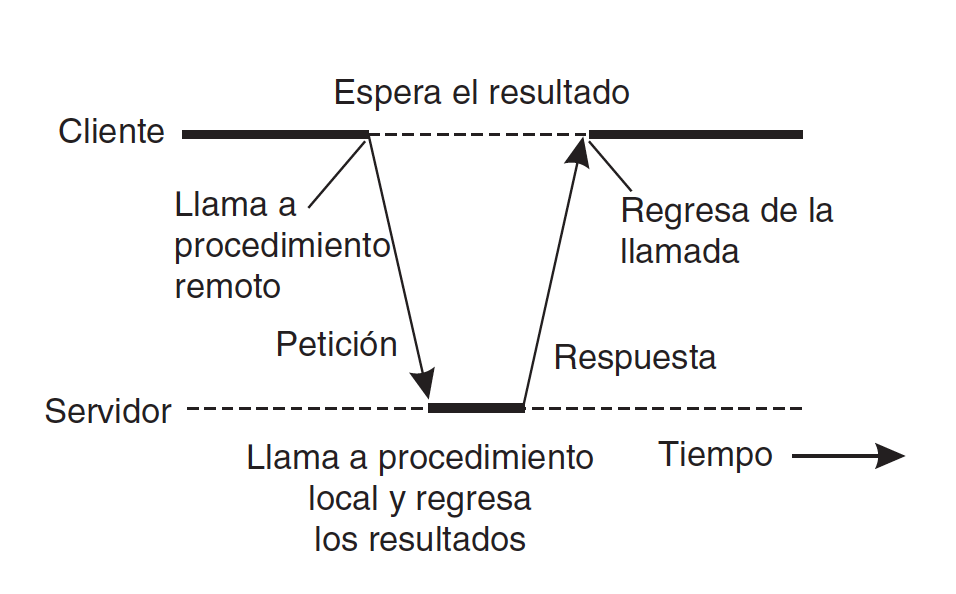 Espera el resultado
Cliente
Llama a
procedimiento
remoto
Regresa de la
llamada
Petición
Respuesta
Servidor
Llama a procedimiento
local y regresa
los resultados
Tiempo